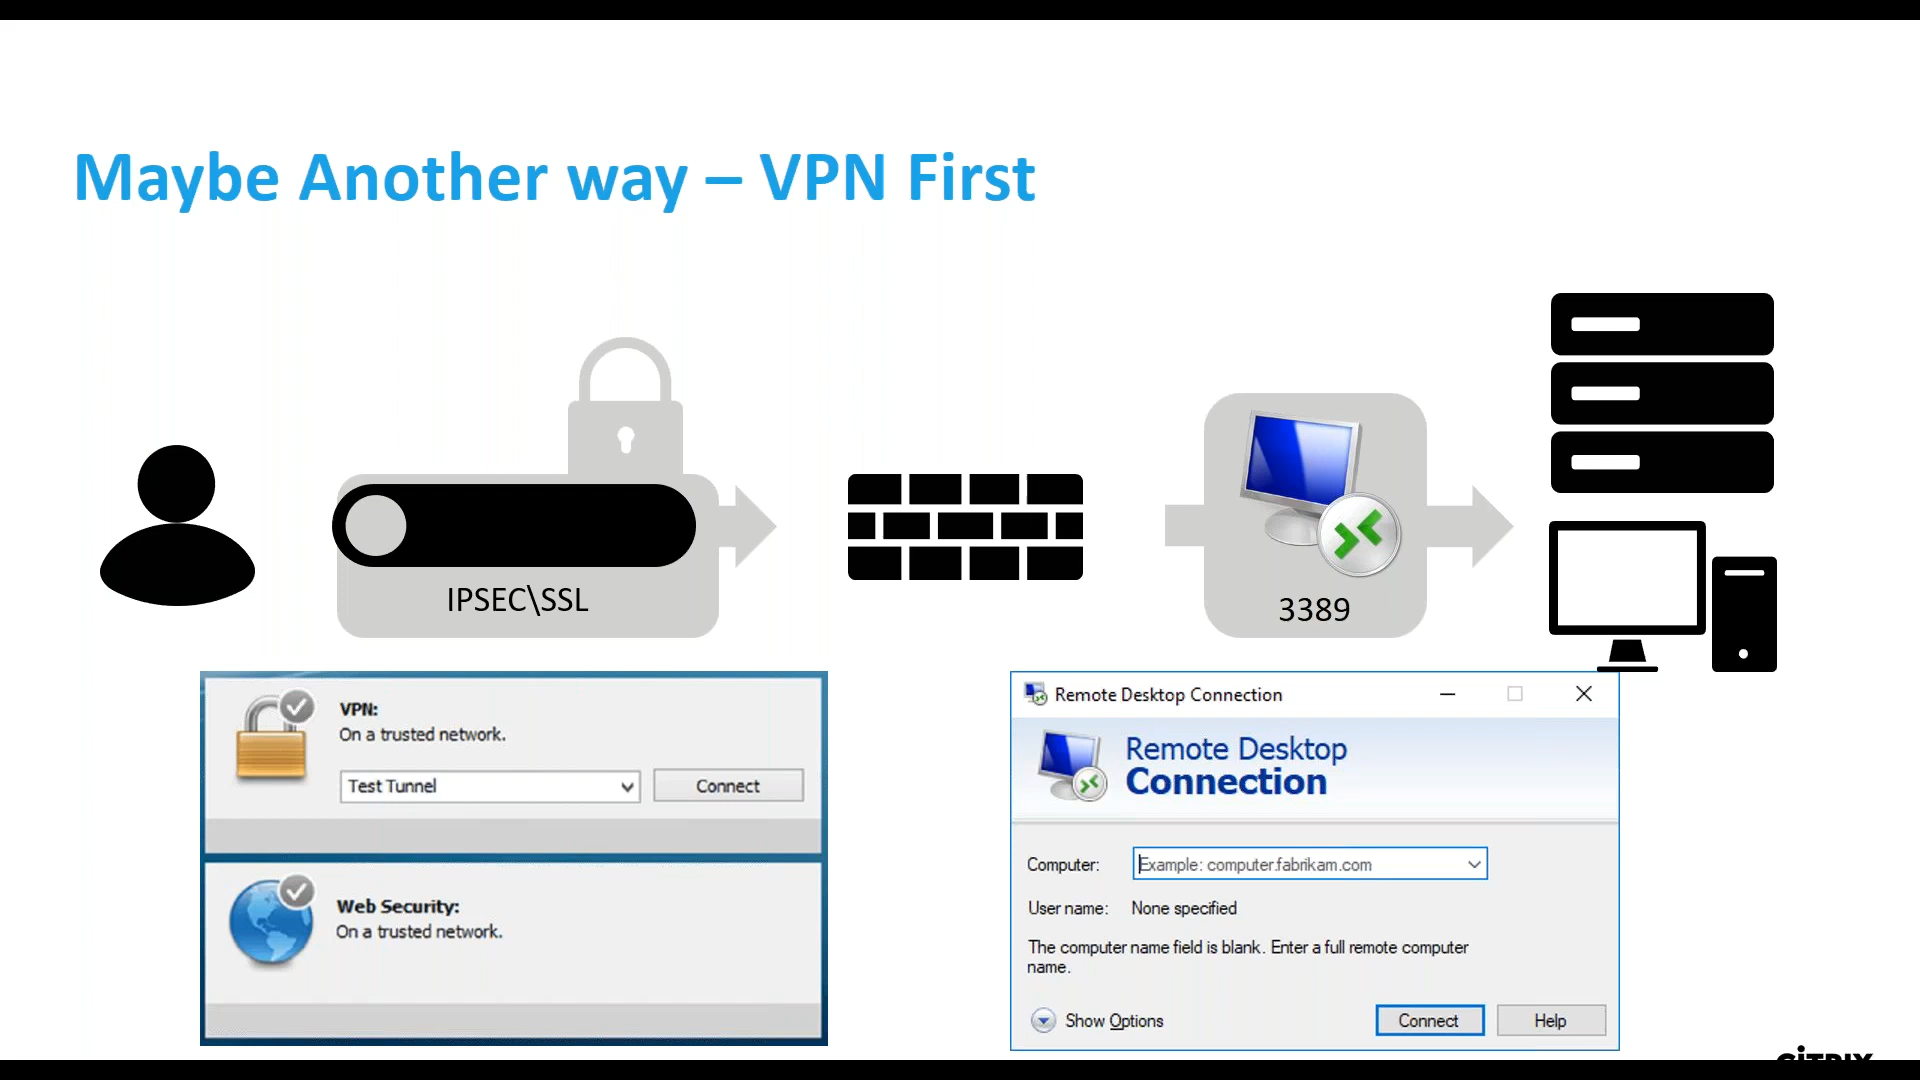 Maybe Another way – VPN First
IPSEC\SSL
3389
VPN:
On a trusted network.
Test Tunnel
Connect
Web Security:
On a trusted network.
Remote Desktop Connection
Remote Desktop
Connection
Computer:
Example: computer.fabrikam.com
User name:
None specified
The computer name field is blank. Enter a full remote computer
name.
Show Options
Connect
Help
CİTRIX